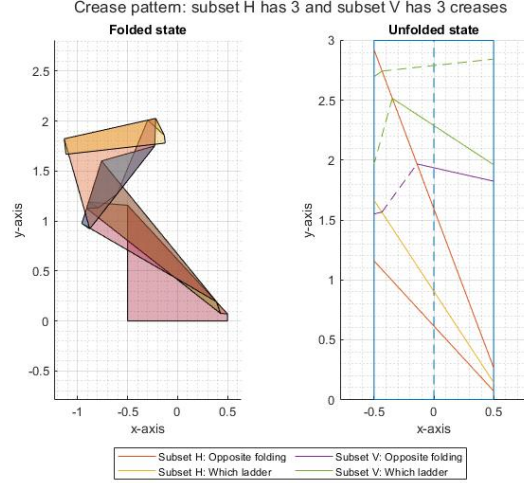 Crease pattern: subset H has 3 and subset V has 3 creases
Folded state
Unfolded state
2.5
2
1.5
1
0.5
0
-0.5
y-axis
-1
-0.5
0
0.5
x-axis
3
2.5
2
1.5
1
0.5
0
y-axis
-0.5
0
0.5
x-axis
Subset H: Opposite folding
Subset V: Opposite folding
Subset H: Which ladder
Subset V: Which ladder